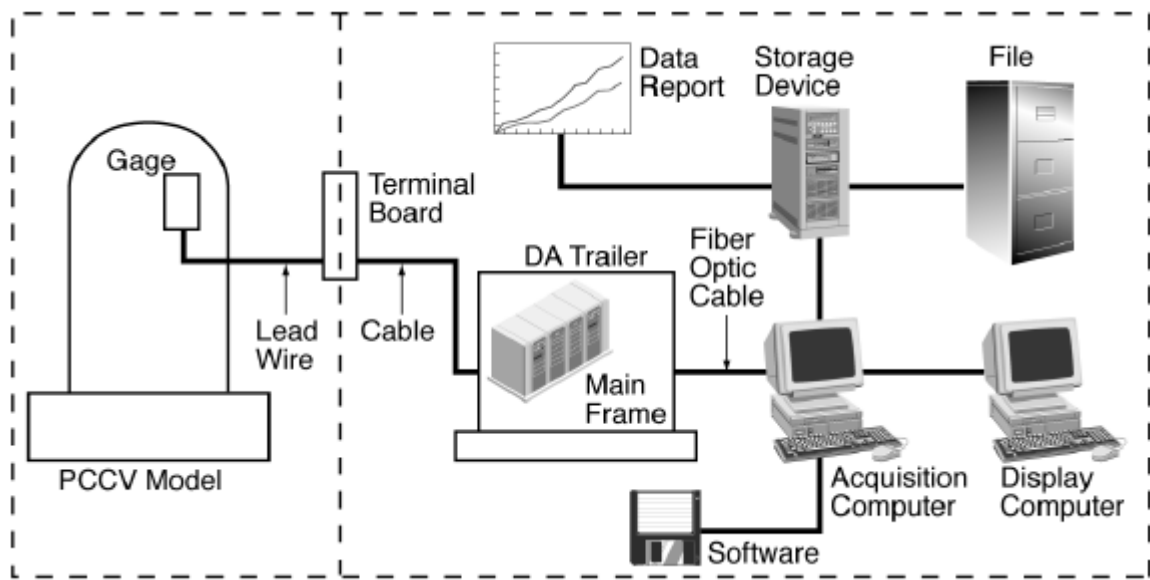 Data
Report
Storage
Device
File
Gage
Terminal
Board
DA Trailer
Fiber
Optic
Cable
Lead
Wire
Cable
Main
Frame
PCCV Model
Acquisition
Computer
Display
Computer
Software